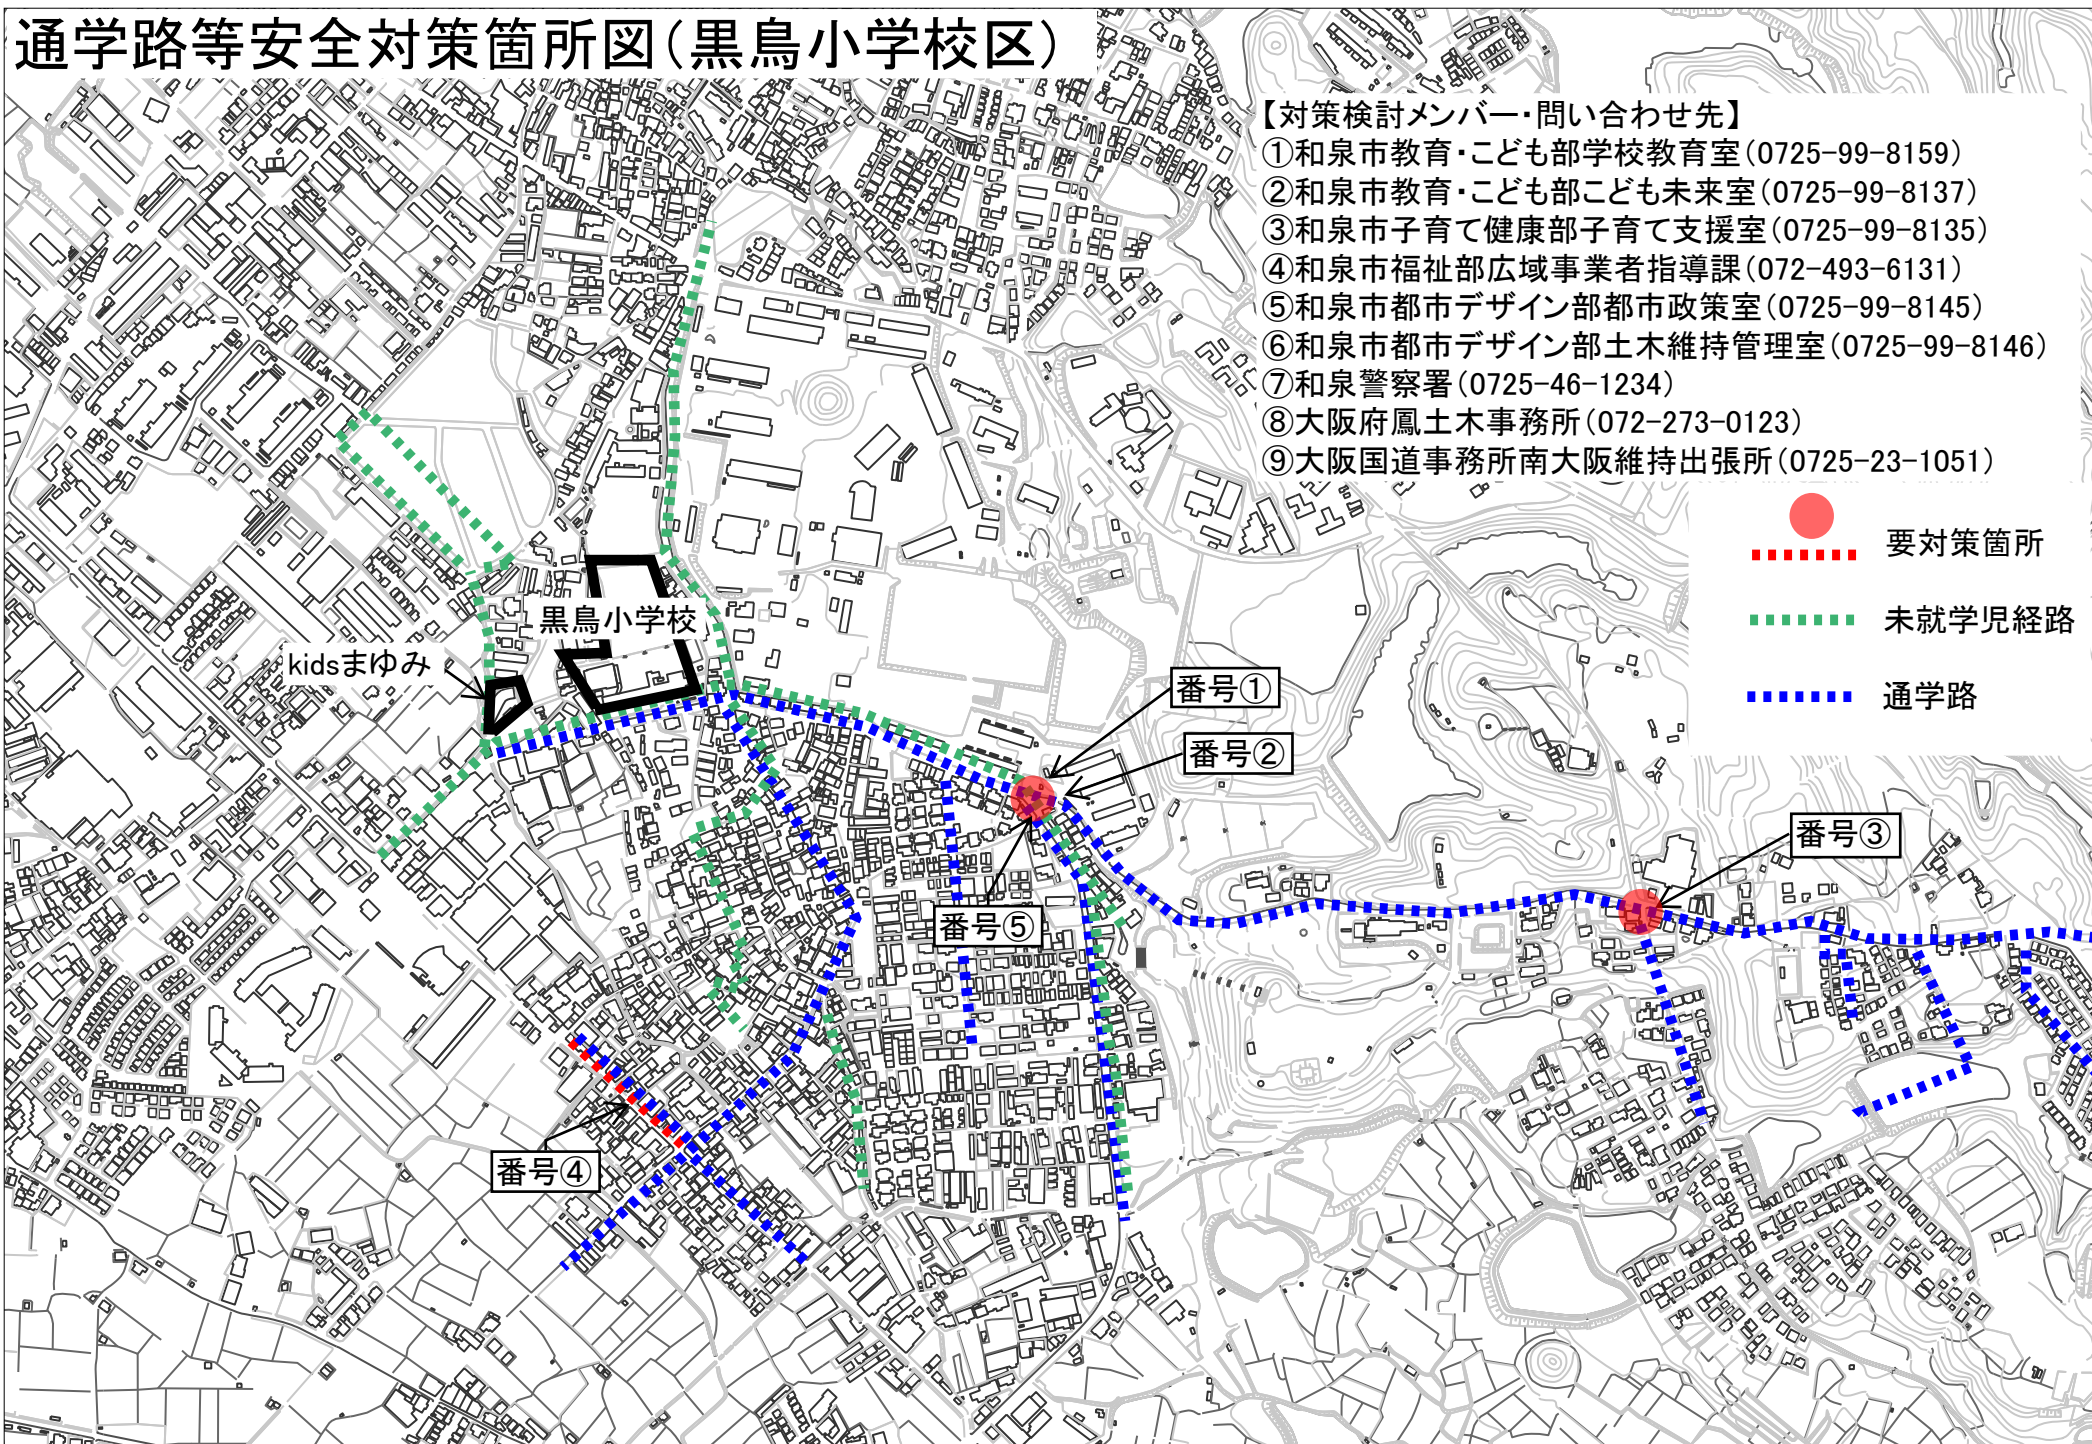 通学路等安全対策箇所図(黒鳥小学校区)
【対策検討メンバー・問い合わせ先】
①和泉市教育・こども部学校教育室(0725-99-8159)
②和泉市教育・こども部こども未来室(0725-99-8137)
③和泉市子育て健康部子育て支援室(0725-99-8135)
④和泉市福祉部広域事業者指導課(072-493-6131)
⑤和泉市都市デザイン部都市政策室(0725-99-8145)
⑥和泉市都市デザイン部土木維持管理室(0725-99-8146)
⑦和泉警察署(0725-46-1234)
⑧大阪府鳳土木事務所(072-273-0123)
⑨大阪国道事務所南大阪維持出張所(0725-23-1051)
要対策箇所
未就学児経路
通学路
黒鳥小学校
kidsまゆみ
番号①
番号②
番号③
番号⑤
番号④